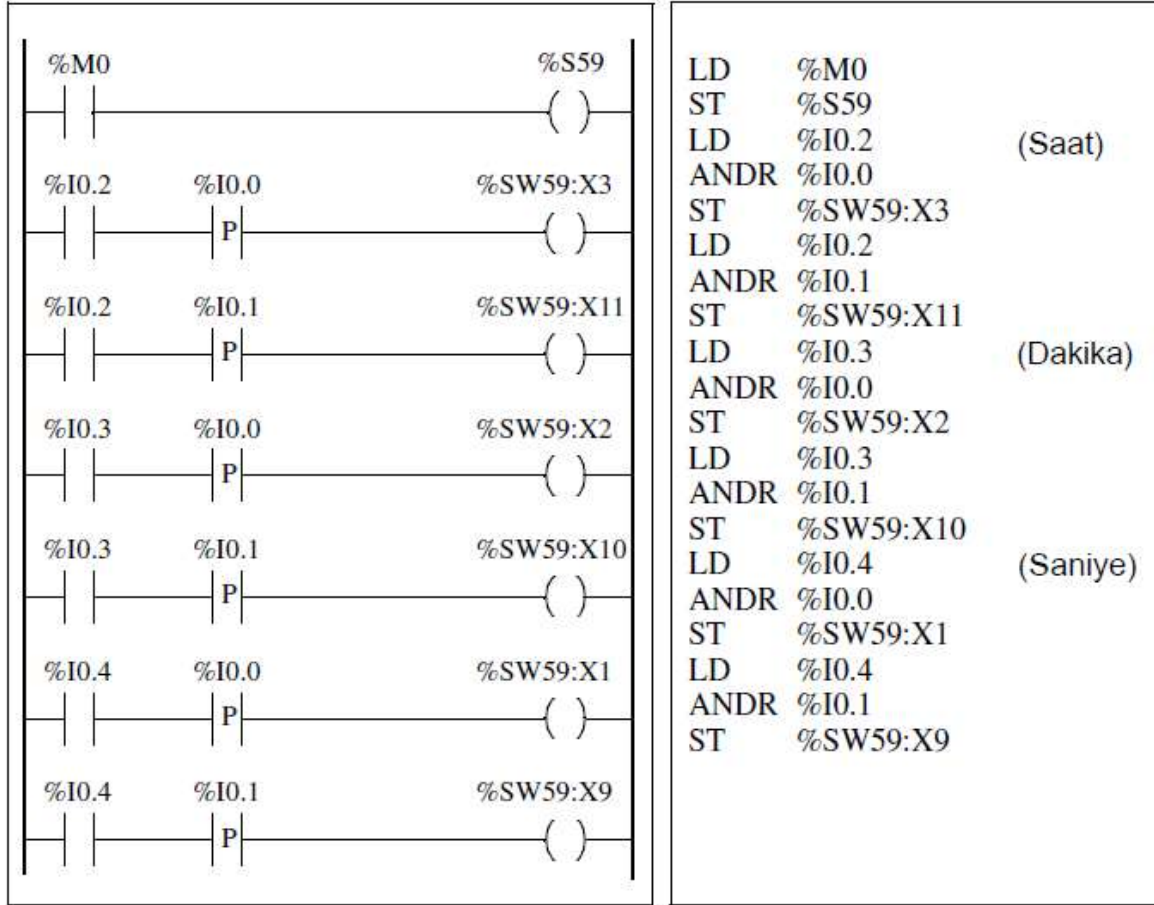 %M0 %S59
%I0.2 %I0.0 %SW59:X3
P
%I0.2 %I0.1 %SW59:X11
P
%I0.3 %I0.0 %SW59:X2
P
%I0.3 %I0.1 %SW59:X10
P
%I0.4 %I0.0 %SW59:X1
P
%I0.4 %I0.1 %SW59:X9
P
LD %M0
ST %S59
LD %I0.2 (Saat)
ANDR %I0.0
ST %SW59:X3
LD %I0.2
ANDR %I0.1
ST %SW59:X11
LD %I0.3 (Dakika)
ANDR %I0.0
ST %SW59:X2
LD %I0.3
ANDR %I0.1
ST %SW59:X10
LD %I0.4 (Saniye)
ANDR %I0.0
ST %SW59:X1
LD %I0.4
ANDR %I0.1
ST %SW59:X9